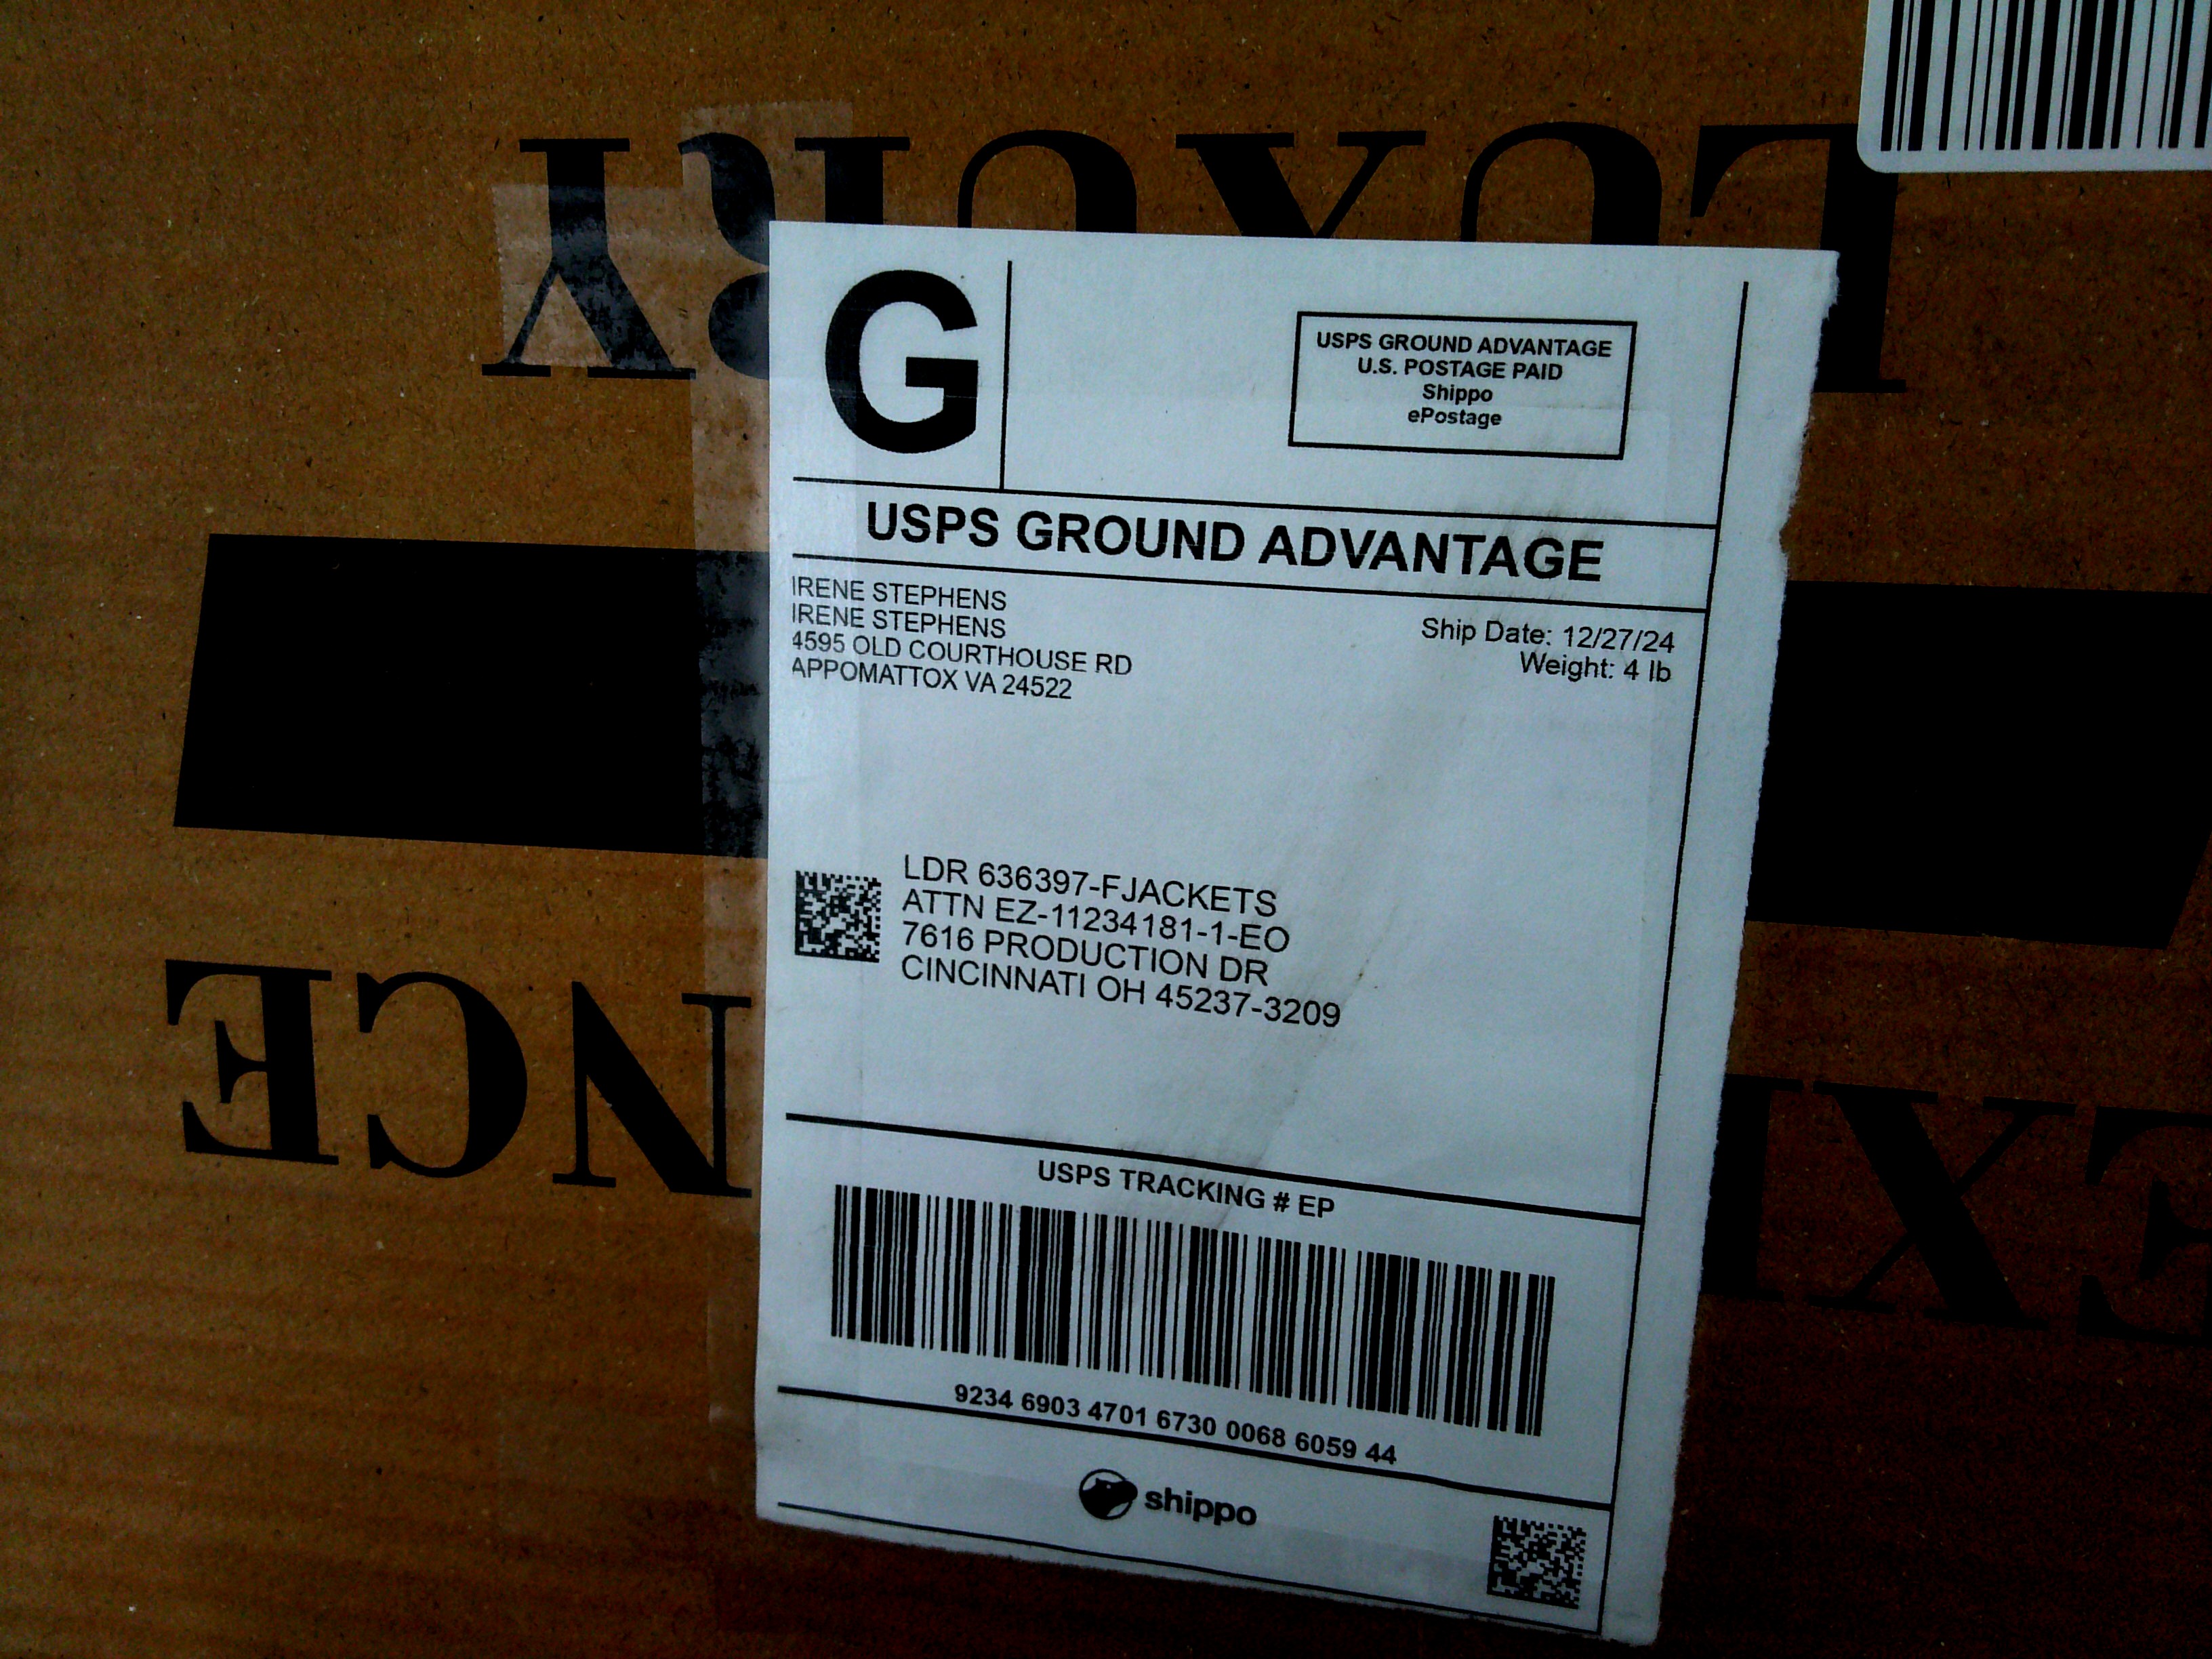 LUXURY
G
USPS GROUND ADVANTAGE
U.S. POSTAGE PAID
Shippo
ePostage
USPS GROUND ADVANTAGE
IRENE STEPHENS
IRENE STEPHENS
4595 OLD COURTHOUSE RD
APPOMATTOX VA 24522
Ship Date: 12/27/24
Weight: 4 lb
LDR 636397-FJACKETS
ATTN EZ-11234181-1-EO
7616 PRODUCTION DR
CINCINNATI OH 45237-3209
USPS TRACKING # EP
9234 6903 4701 6730 0068 6059 44
shippo